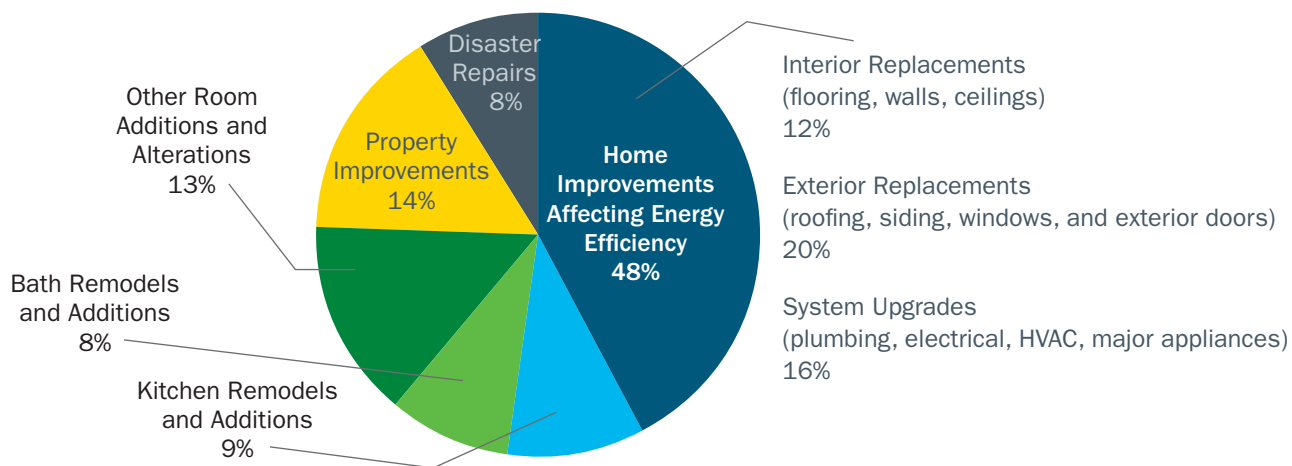 Disaster
Repairs
8%
Interior Replacements
(flooring, walls, ceilings)
12%
Other Room
Additions and
Alterations
13%
Property
Improvements
14%
Home
Improvements
Affecting Energy
Efficiency
48%
Exterior Replacements
(roofing, siding, windows, and exterior doors)
20%
Bath Remodels
and Additions
8%
System Upgrades
(plumbing, electrical, HVAC, major appliances)
16%
Kitchen Remodels
and Additions
9%